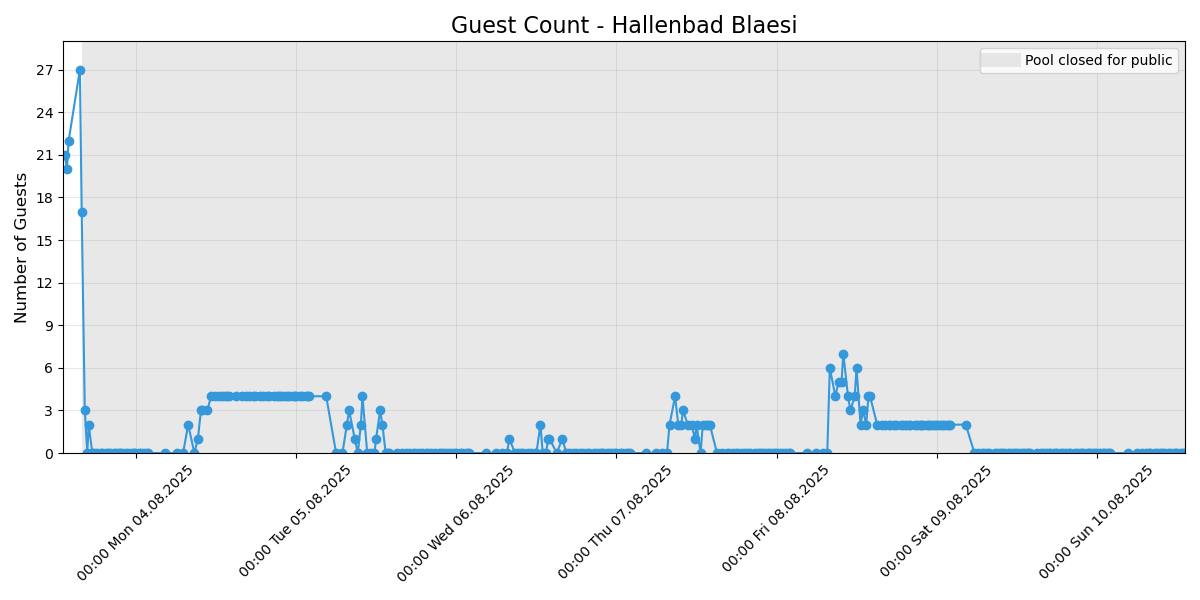 Guest Count - Hallenbad Blaesi
Pool closed for public
Number of Guests
27
24
21
18
15
12
9
6
3
0
00:00 Mon 04.08.2025
00:00 Tue 05.08.2025
00:00 Wed 06.08.2025
00:00 Thu 07.08.2025
00:00 Fri 08.08.2025
00:00 Sat 09.08.2025
00:00 Sun 10.08.2025